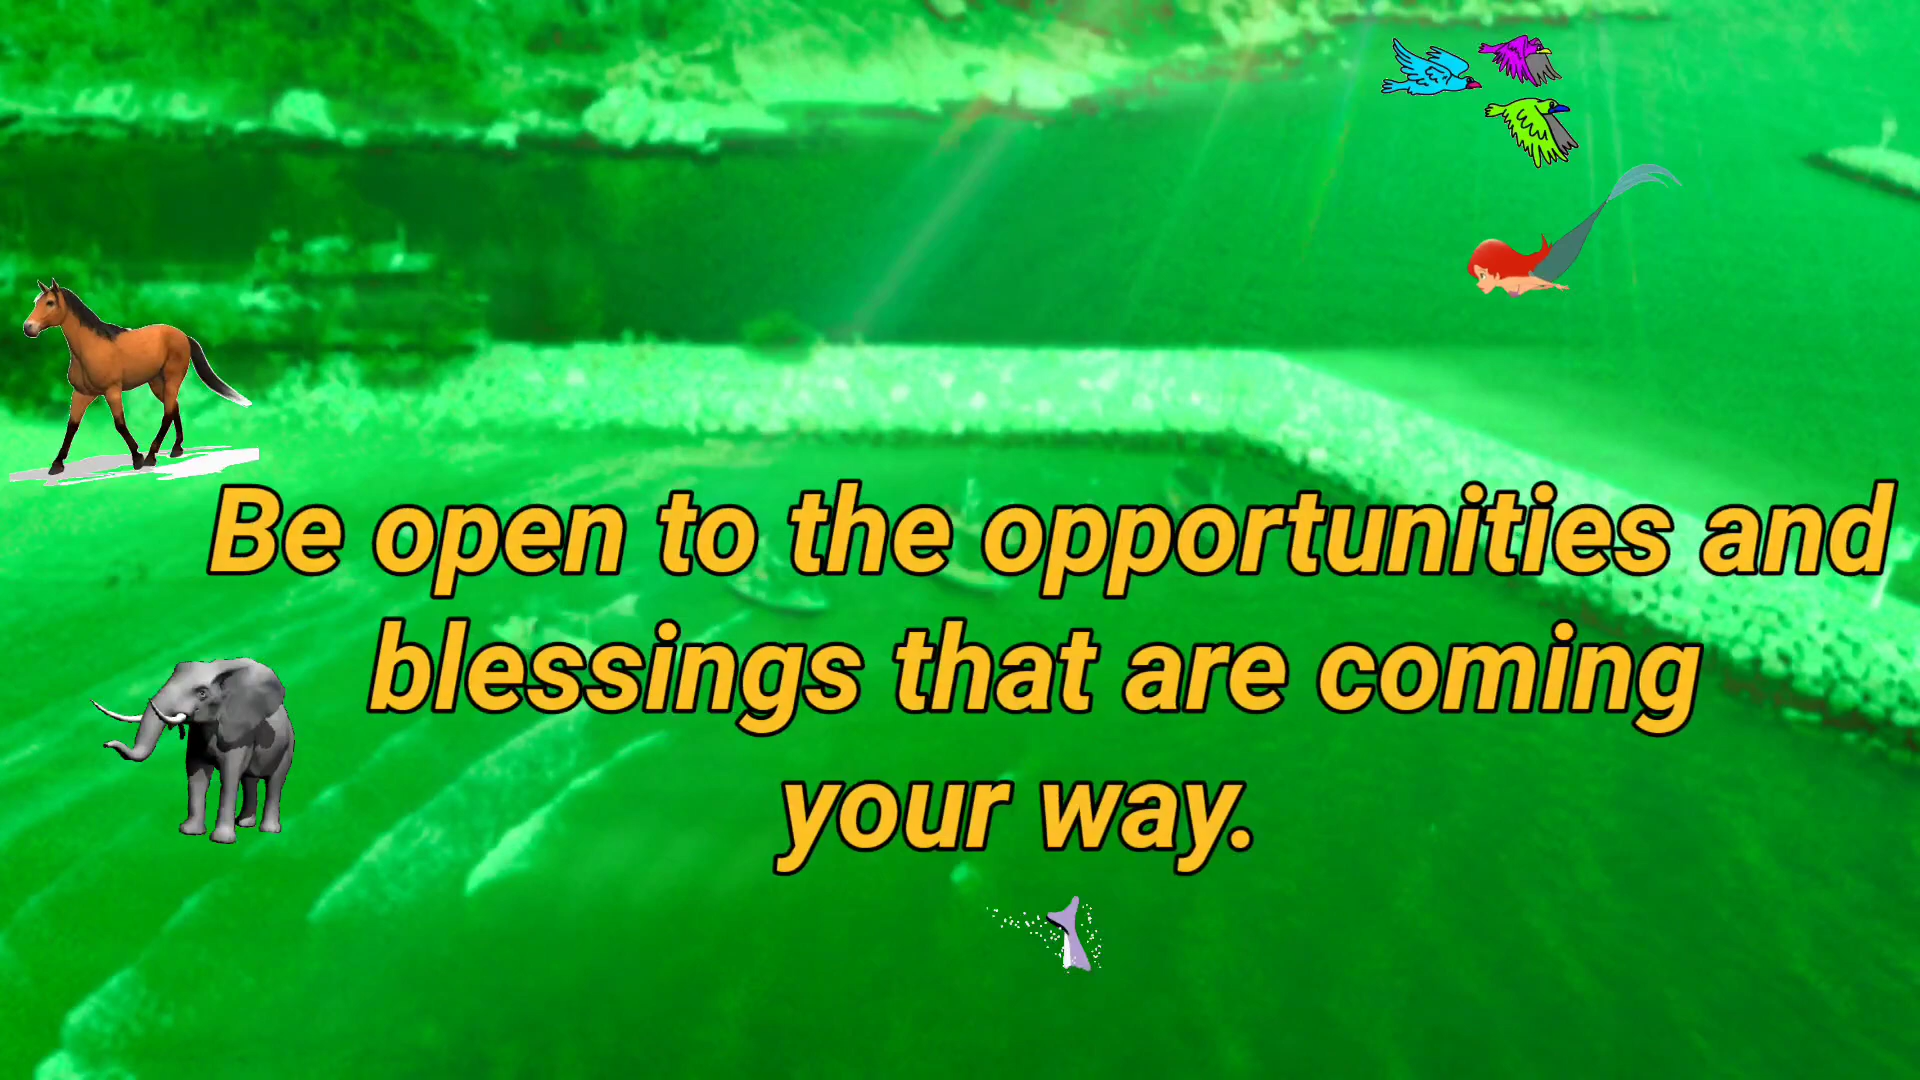 Be open to the opportunities and
blessings that are coming
your way.